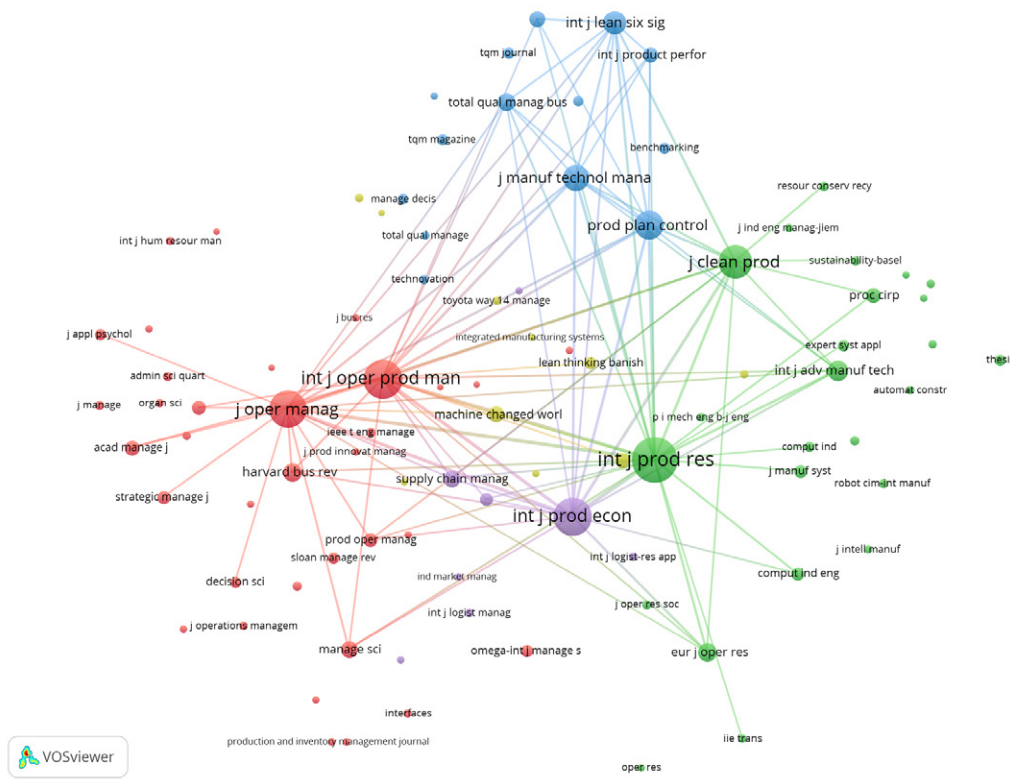 int j lean six sig
tqm journal
int j product perfor
total qual manag bus
tqm magazine
benchmarking
j manuf technol mana
resour conserv recy
manage decis
prod plan control
j ind eng manag-jiem
int j hum resour man
total qual manage
j clean prod
sustainability-basel
technovation
proc cirp
toyota way 14 manage
j bus res
j appl psychol
integrated manufacturing systems
expert syst appl
thesi
lean thinking banish
int j adv manuf tech
admin sci quart
int j oper prod man
automat constr
j manage
organ sci
j oper manag
machine changed worl
p i mech eng b-j eng
ieee t eng manage
acad manage j
j prod innovat manag
comput ind
int j prod res
harvard bus rev
j manuf syst
supply chain manag
robot cim-int manuf
strategic manage j
int j prod econ
prod oper manag
j intell manuf
sloan manage rev
int j logist-res app
comput ind eng
decision sci
ind market manag
j oper res soc
int j logist manag
j operations managem
manage sci
omega-int j manage s
eur j oper res
interfaces
production and inventory management journal
iie trans
oper res
VOSviewer